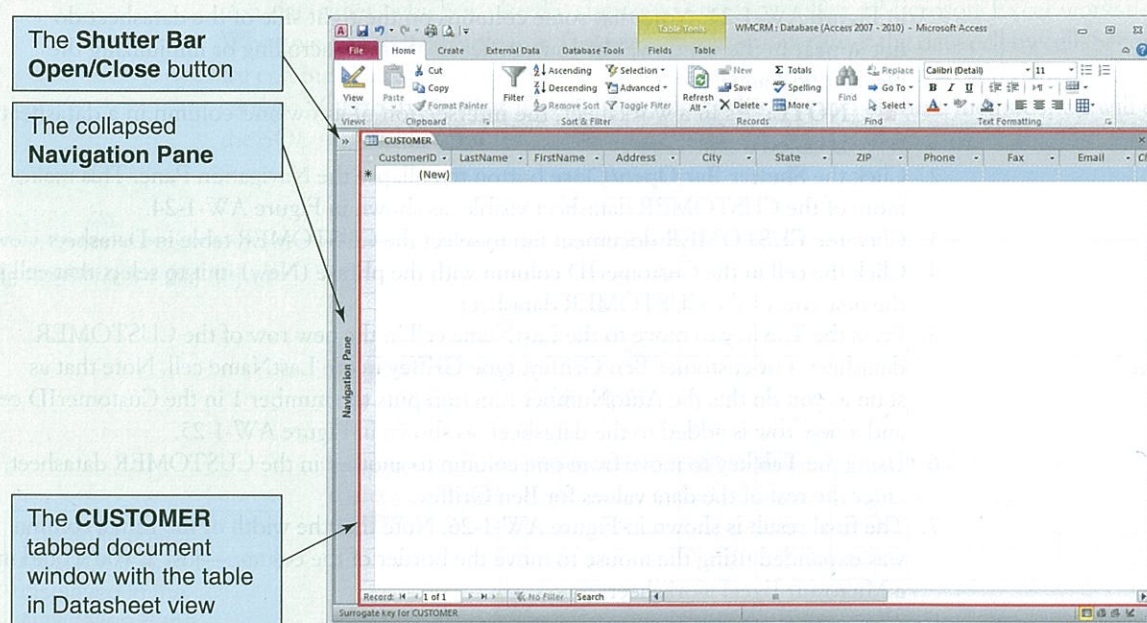 The Shutter Bar
Open/Close button
The collapsed
Navigation Pane
The CUSTOMER
tabbed document
window with the table
in Datasheet view
Table Tools
WMCRM : Database (Access 2007 - 2010) - Microsoft Access
File Home Create External Data Database Tools Fields Table
View
Views
Paste
Cut
Copy
Format Painter
Clipboard
Filter
Ascending
Descending
Remove Sort
Selection
Advanced
Toggle Filter
Sort & Filter
Refresh
All
New
Save
Delete
Totals
Spelling
More
Records
Find
Replace
Go To
Select
Find
Calibri (Detail) 11
B I U
A
Text Formatting
CUSTOMER
CustomerID LastName FirstName Address City State ZIP Phone Fax Email
(New)
Navigation Pane
Record: 1 of 1 No Filter Search
Surrogate key for CUSTOMER